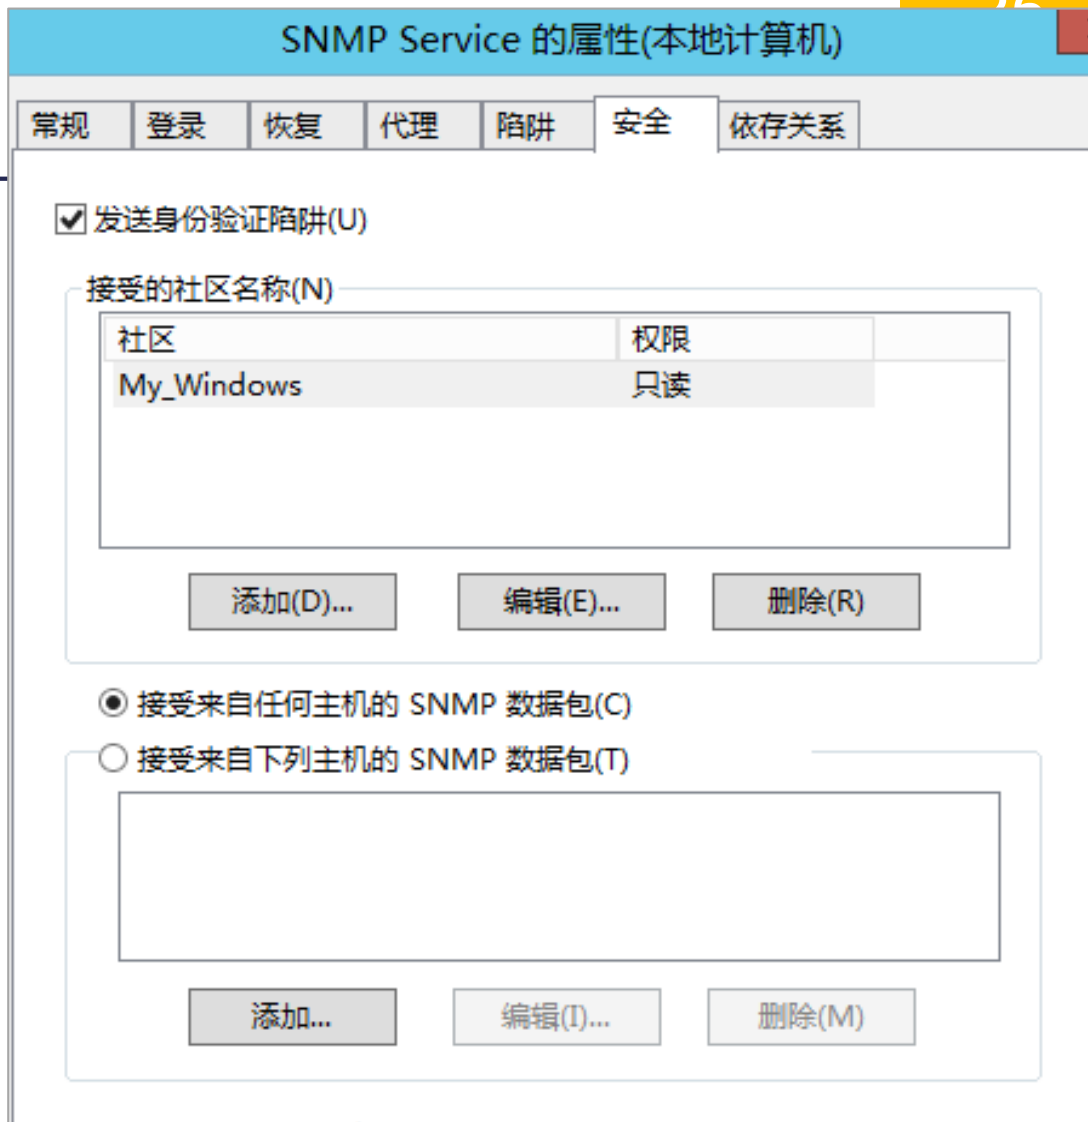 SNMP Service 的属性(本地计算机)
常规 登录 恢复 代理 陷阱 安全 依存关系
发送身份验证陷阱(U)
接受的社区名称(N)
社区 权限
My_Windows 只读
添加(D)... 编辑(E)... 删除(R)
接受来自任何主机的 SNMP 数据包(C)
接受来自下列主机的 SNMP 数据包(T)
添加... 编辑(I)... 删除(M)